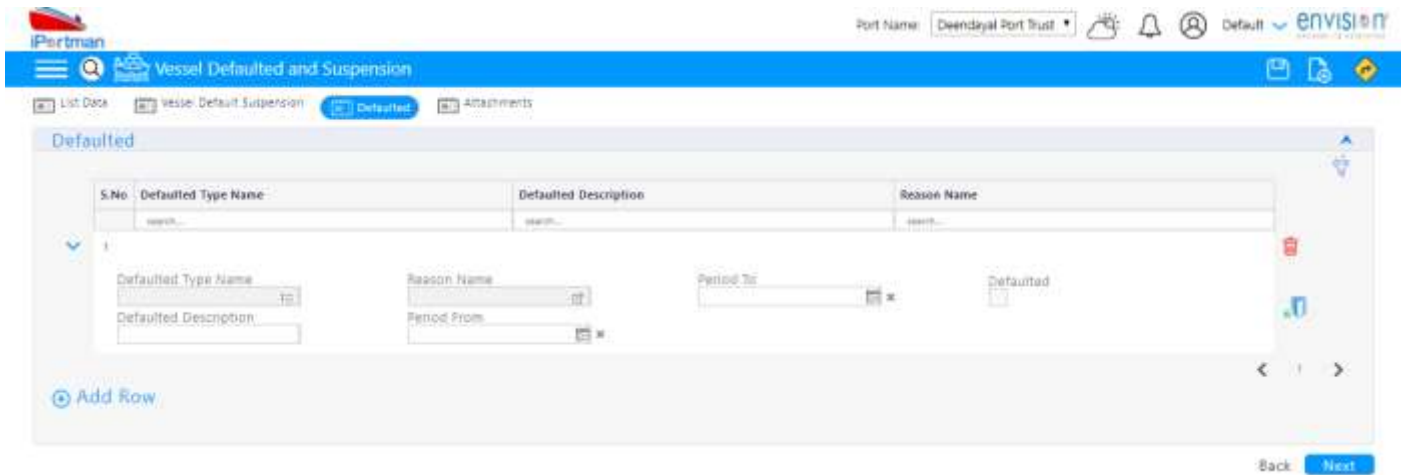 iPortman
Port Name: Deendayal Port Trust Default envision
Vessel Defaulted and Suspension
List Data Vessel Default Suspension Defaulted Attachments
Defaulted
S.No Defaulted Type Name Defaulted Description Reason Name
search... search... search...
1
Defaulted Type Name Reason Name Period To Defaulted
Defaulted Description Period From
1
Add Row
Back Next